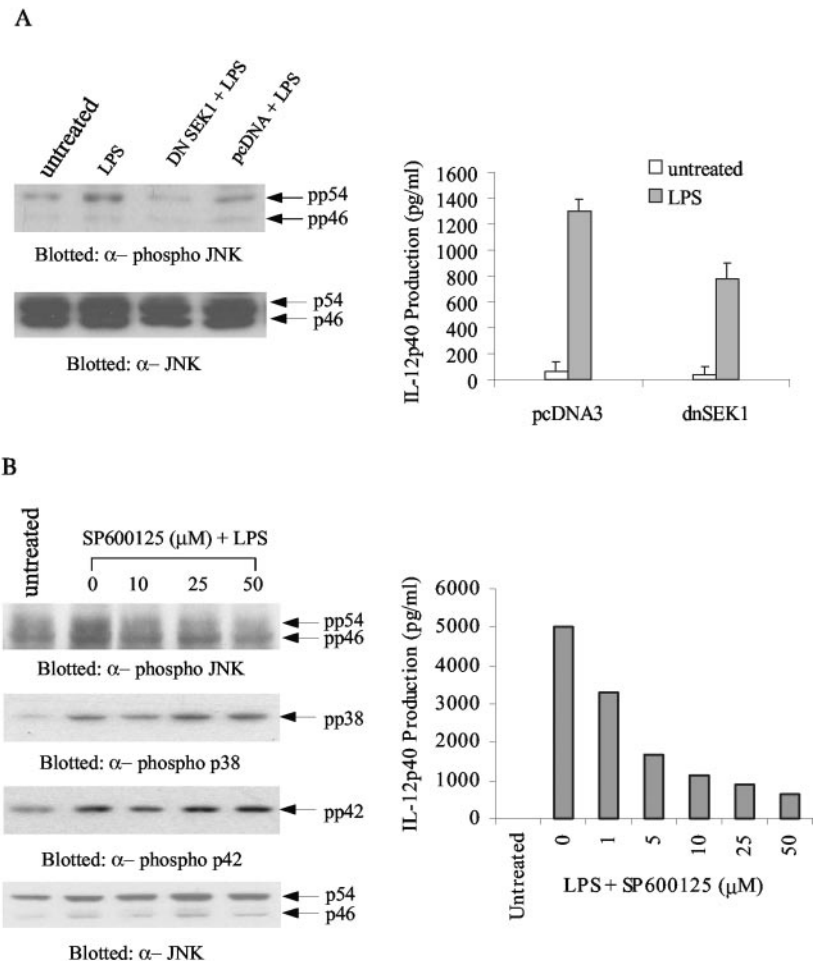 A
untreated
LPS
DN SEK1 + LPS
pcDNA + LPS
pp54
pp46
Blotted: α– phospho JNK
p54
p46
Blotted: α– JNK
IL-12p40 Production (pg/ml)
1600
1400
1200
1000
800
600
400
200
0
untreated
LPS
pcDNA3
dnSEK1
B
untreated
SP600125 (μM) + LPS
0 10 25 50
pp54
pp46
Blotted: α– phospho JNK
pp38
Blotted: α– phospho p38
pp42
Blotted: α– phospho p42
p54
p46
Blotted: α– JNK
IL-12p40 Production (pg/ml)
6000
5000
4000
3000
2000
1000
0
Untreated
0
1
5
10
25
50
LPS + SP600125 (μM)